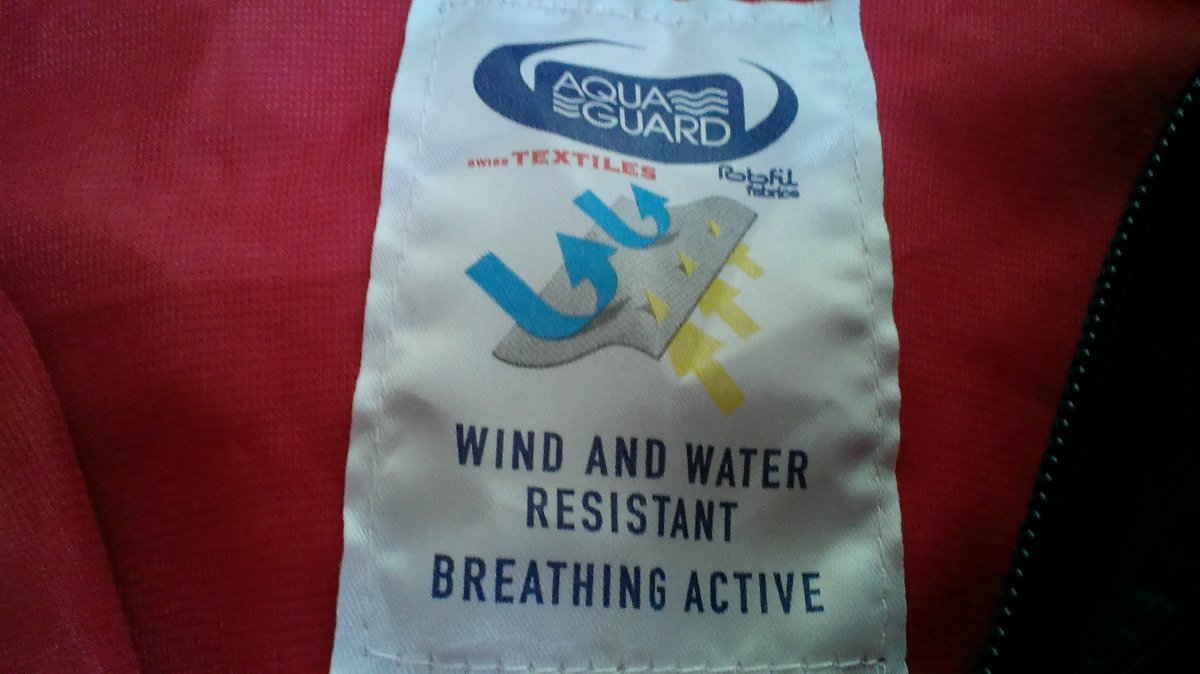 AQUA
GUARD
swiss TEXTILES
Rotofil
fabrics
WIND AND WATER
RESISTANT
BREATHING ACTIVE